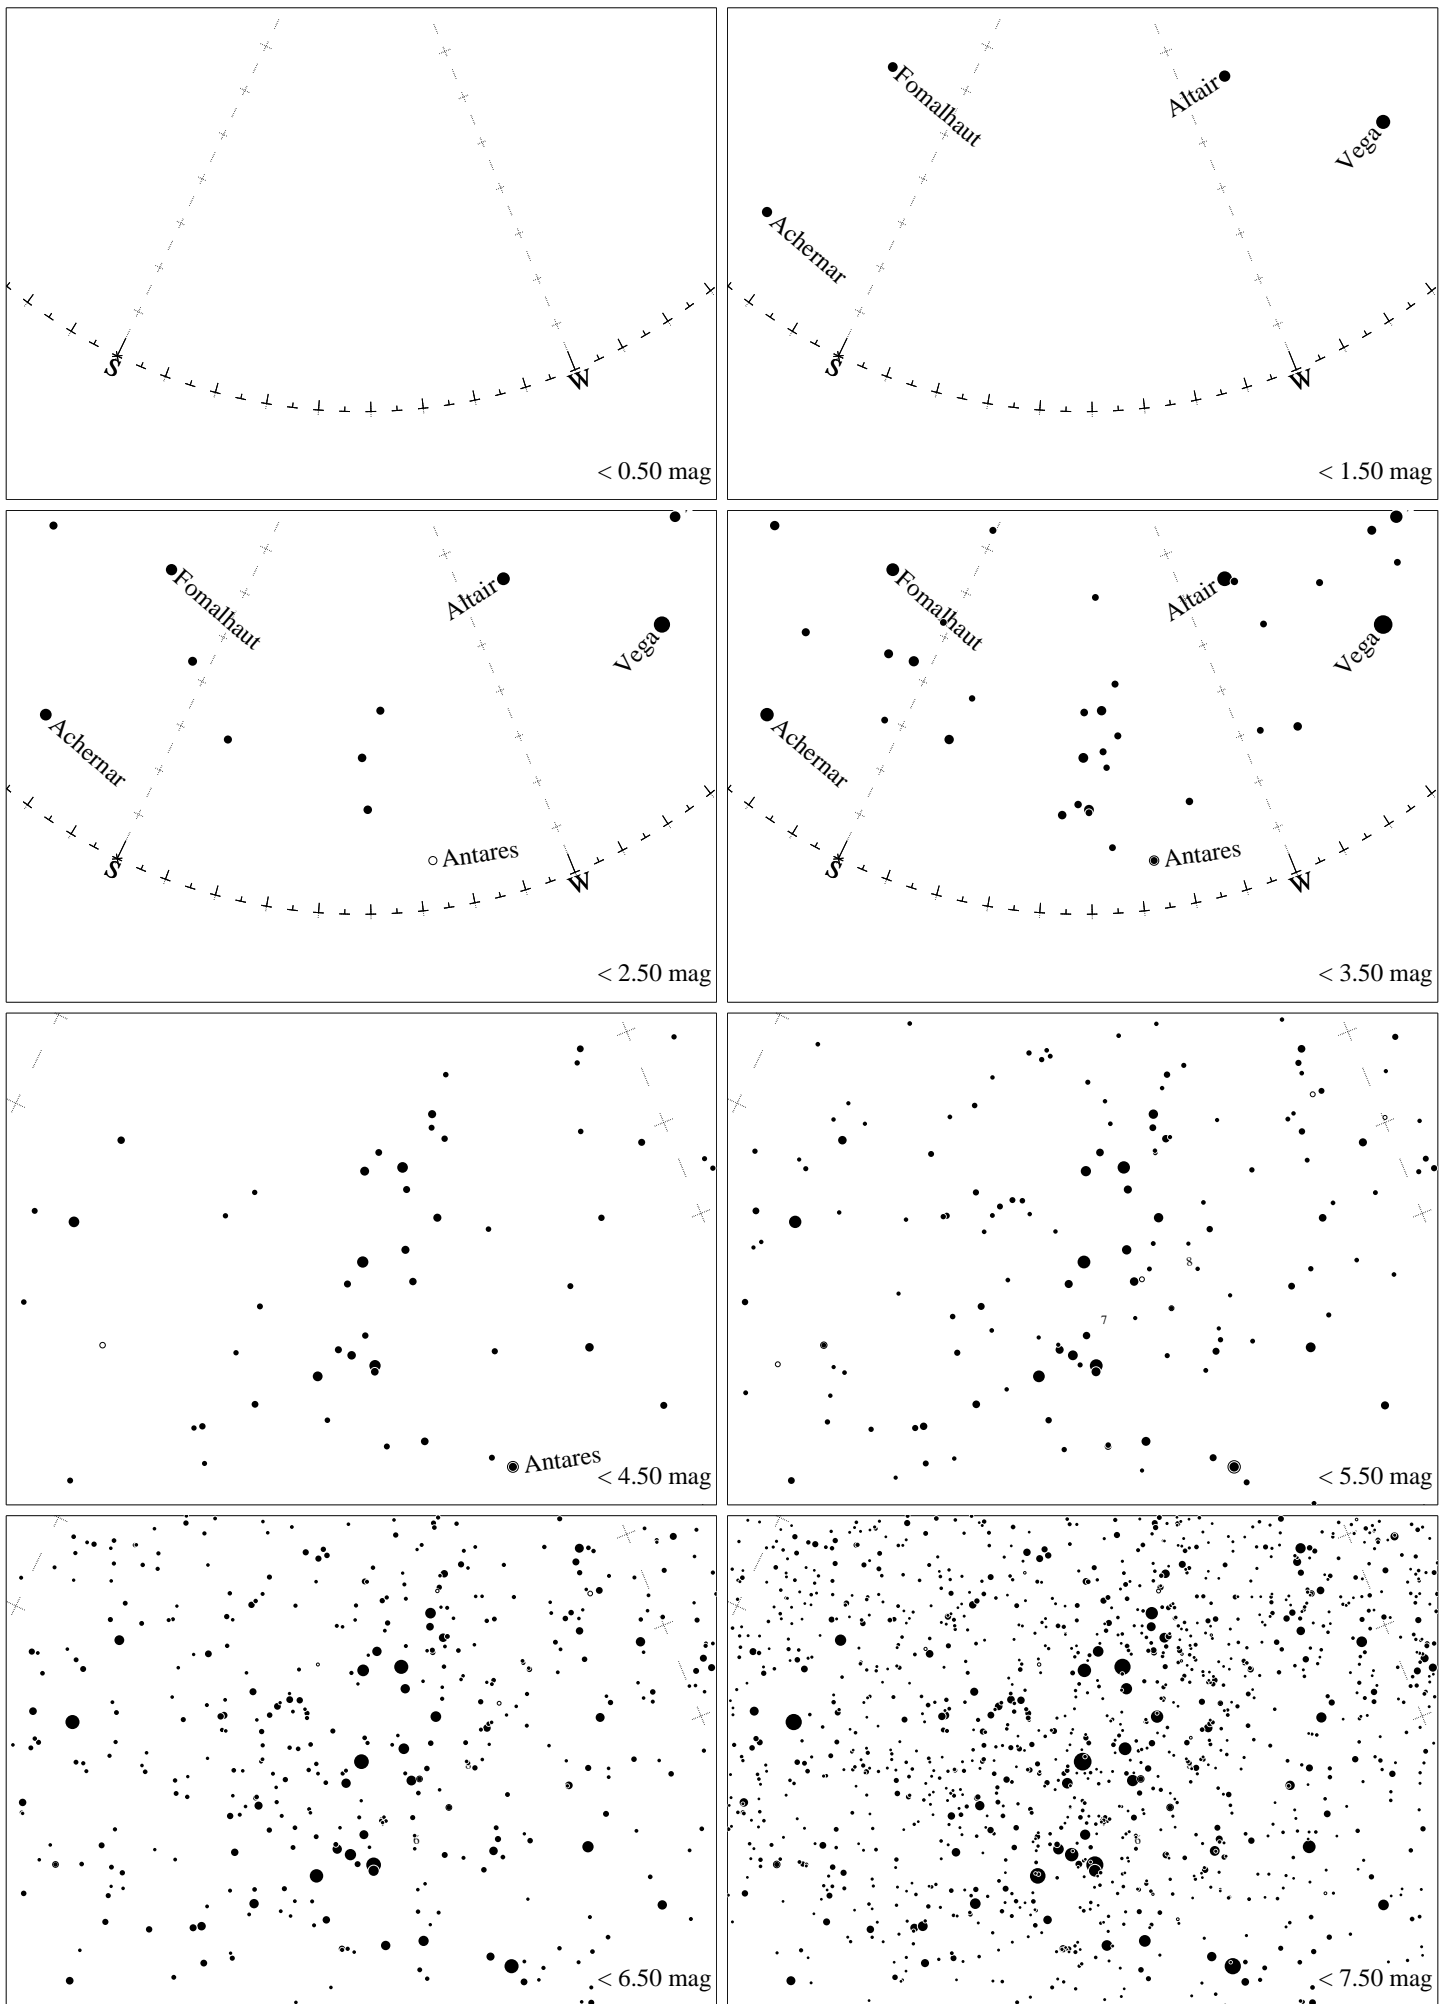 S
W
< 0.50 mag
Fomalhaut
Altair
Vega
Achernar
S
W
< 1.50 mag
Fomalhaut
Altair
Vega
Achernar
Antares
S
W
< 2.50 mag
Fomalhaut
Altair
Vega
Achernar
Antares
S
W
< 3.50 mag
Antares
< 4.50 mag
8
7
< 5.50 mag
6
< 6.50 mag
6
< 7.50 mag